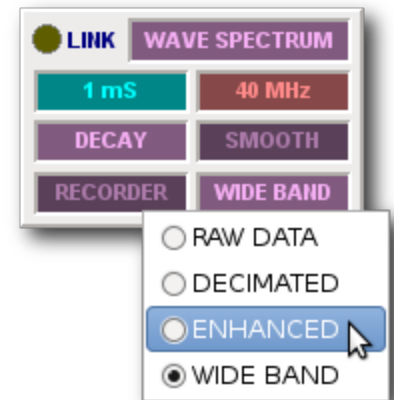 LINK WAVE SPECTRUM
1 mS 40 MHz
DECAY SMOOTH
RECORDER WIDE BAND
RAW DATA
DECIMATED
ENHANCED
WIDE BAND